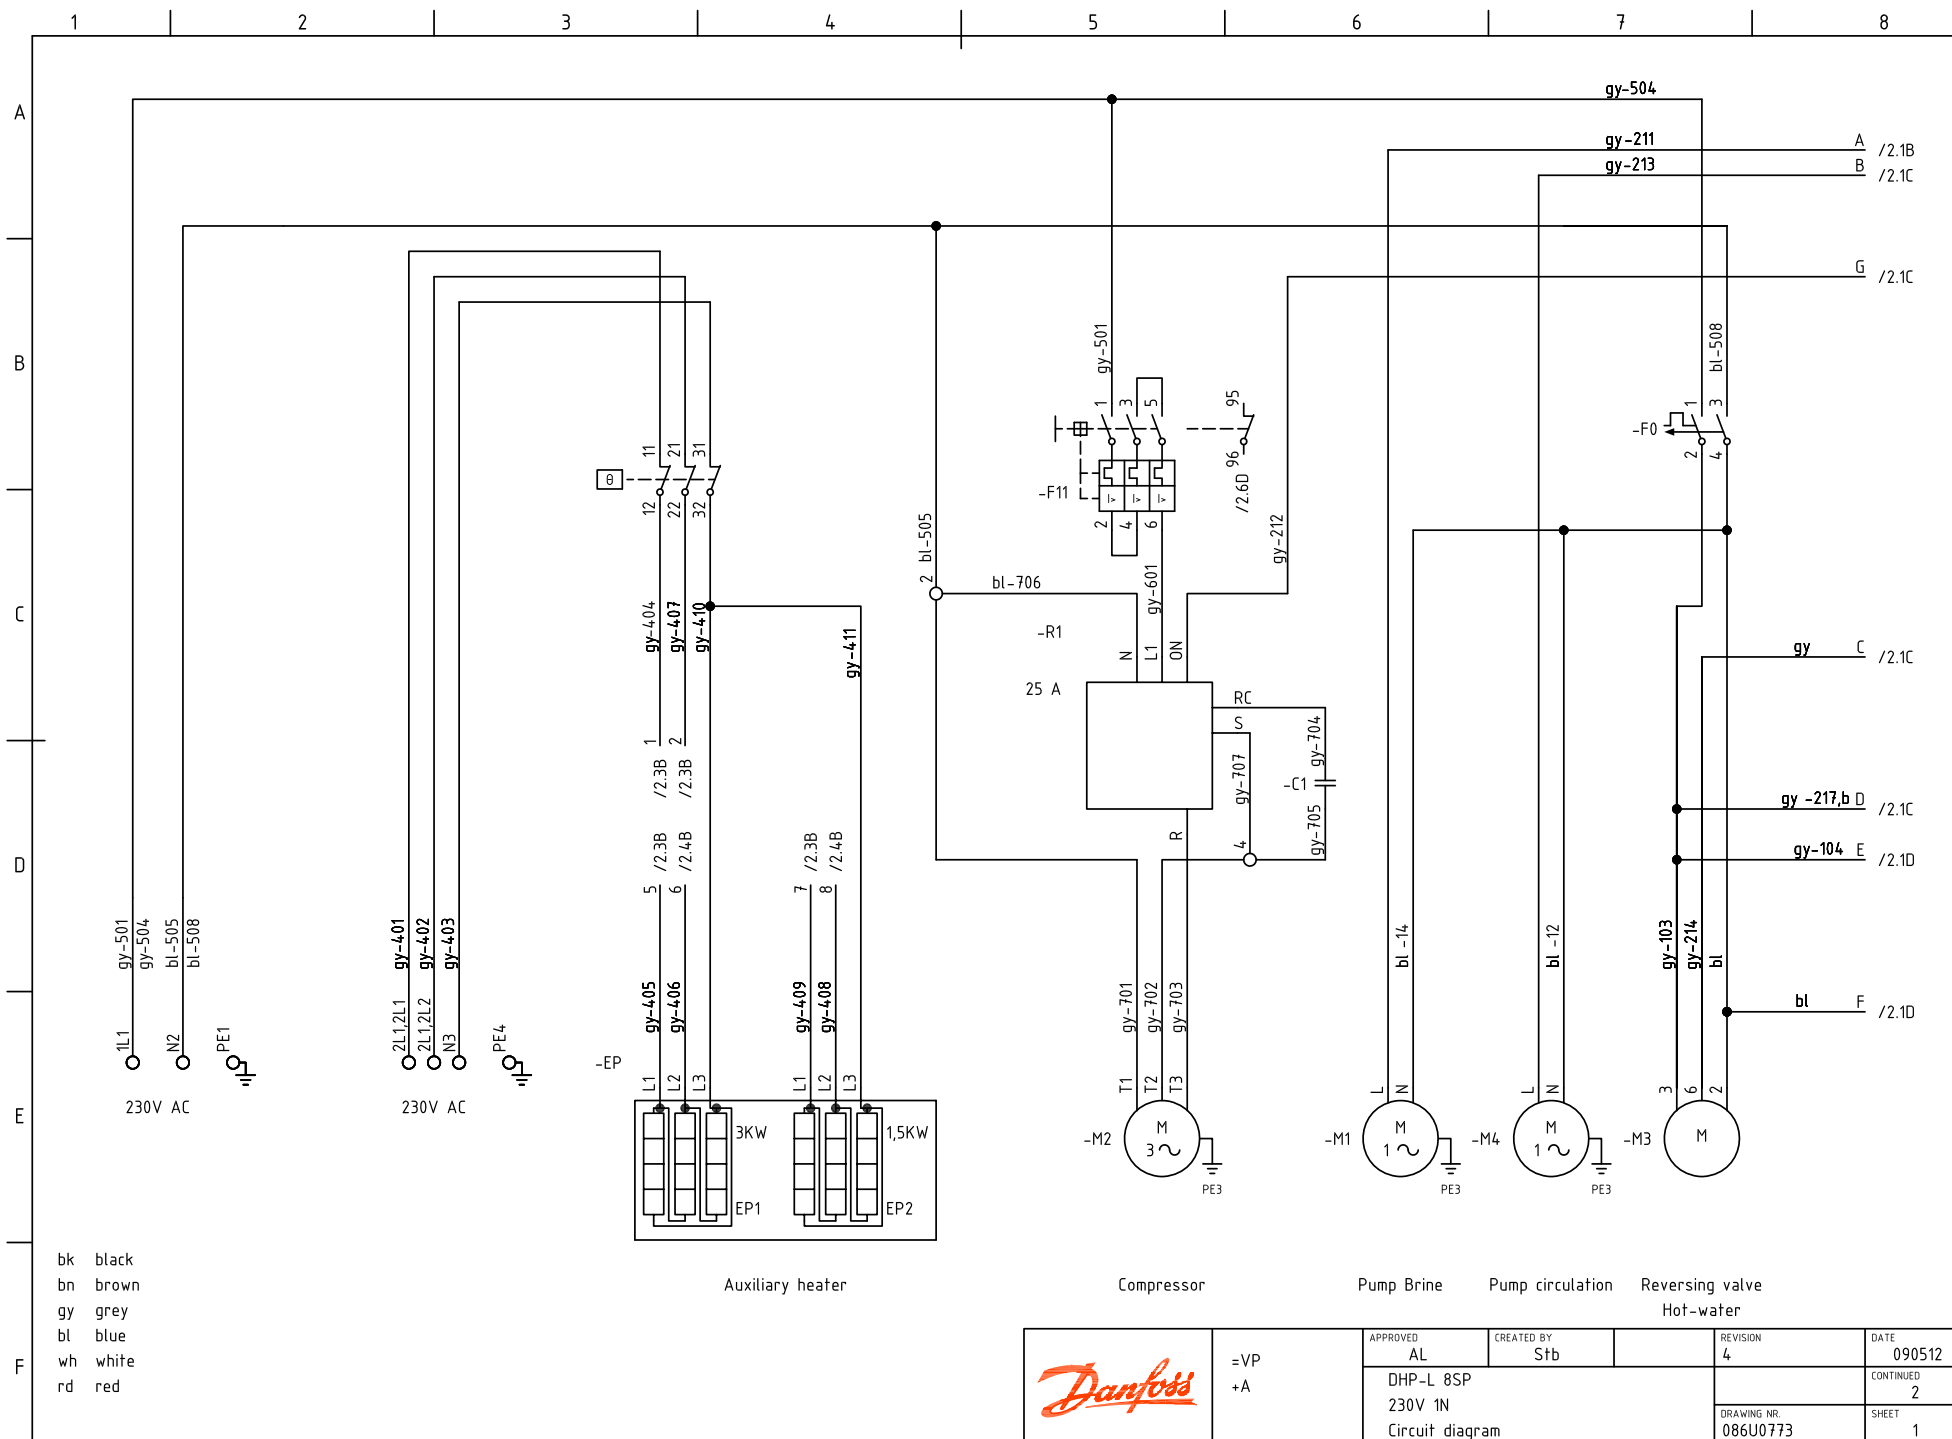 1 2 3 4 5 6 7 8
A
gy-504
gy-211 A /2.1B
gy-213 B /2.1C
G /2.1C
B
gy-501
bl-508
1 3 5
95
96
/2.6D
-F11
I> I> I>
2 4 6
-F0
1 3
2 4
11 21 31
θ
12 22 32
C
bl-505
2
bl-706
gy-601
gy-212
-R1
N L1 ON
25 A
gy-404 gy-407 gy-410
gy-411
RC
S
gy-707
gy-704
-C1
gy-705
R
4
gy C /2.1C
gy -217,b D /2.1C
gy-104 E /2.1D
1 2
/2.3B /2.3B
D
/2.3B /2.4B
5 6
/2.3B /2.4B
7 8
gy-501 gy-504 bl-505 bl-508
gy-401 gy-402 gy-403
gy-405 gy-406
gy-409 gy-408
gy-701 gy-702 gy-703
bl -14
bl -12
gy-103 gy-214 bl
bl F /2.1D
1L1 N2 PE1
2L1,2L1 2L1,2L2 N3 PE4
-EP
L1 L2 L3
L1 L2 L3
T1 T2 T3
L N
L N
3 6 2
E
230V AC
230V AC
3KW
EP1
1,5KW
EP2
-M2
M
3
PE3
-M1
M
1
PE3
-M4
M
1
PE3
-M3
M
Auxiliary heater
Compressor
Pump Brine
Pump circulation
Reversing valve
Hot-water
F
bk black
bn brown
gy grey
bl blue
wh white
rd red
Danfoss
=VP
+A
APPROVED
AL
CREATED BY
Stb
REVISION
4
DATE
090512
DHP-L 8SP
230V 1N
Circuit diagram
CONTINUED
2
DRAWING NR.
086U0773
SHEET
1